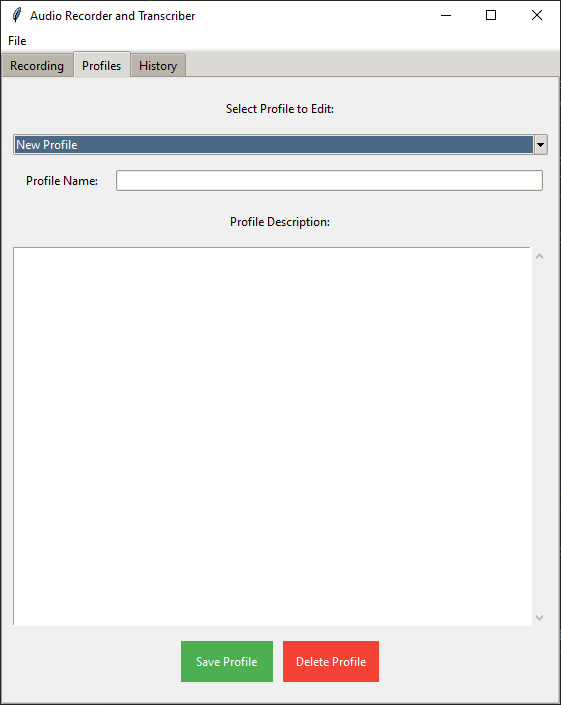 Audio Recorder and Transcriber
File
Recording Profiles History
Select Profile to Edit:
New Profile
Profile Name:
Profile Description:
Save Profile Delete Profile